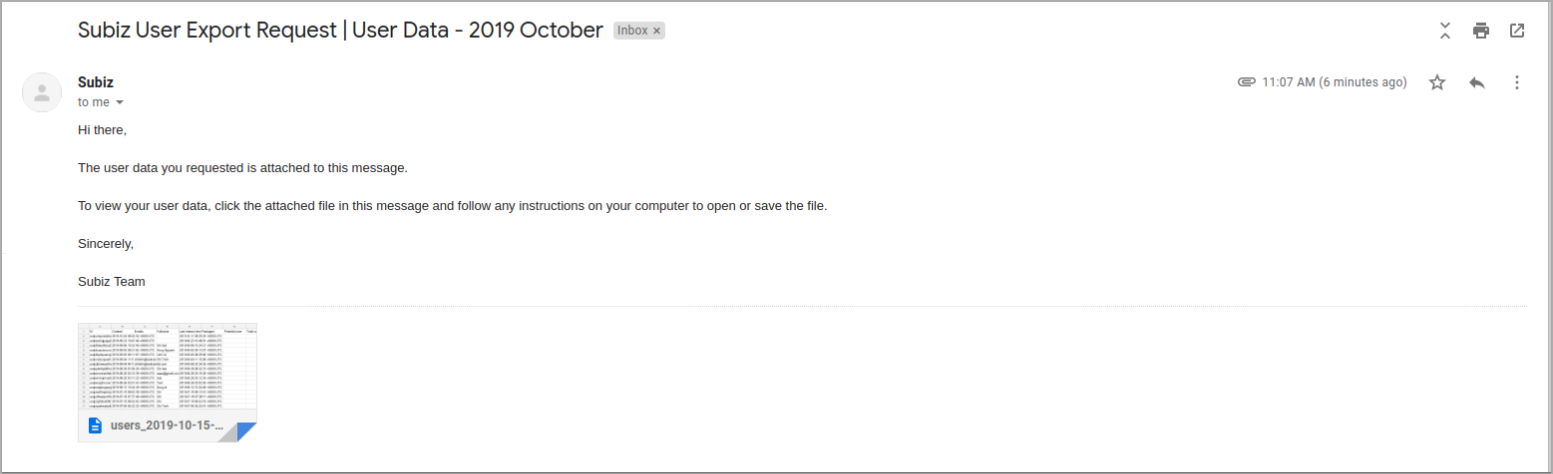 Subiz User Export Request | User Data - 2019 October Inbox ×
Subiz
11:07 AM (6 minutes ago)
to me
Hi there,
The user data you requested is attached to this message.
To view your user data, click the attached file in this message and follow any instructions on your computer to open or save the file.
Sincerely,
Subiz Team
users_2019-10-15-...